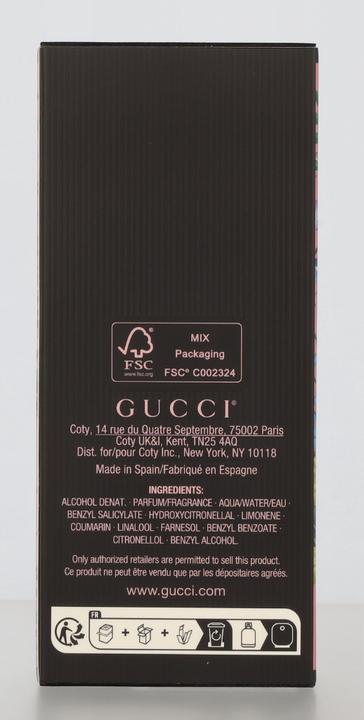 FSC®
www.fsc.org
MIX
Packaging
FSC® C002324
GUCCI®
Coty, 14 rue du Quatre Septembre, 75002 Paris
Coty UK&I, Kent, TN25 4AQ
Dist. for/pour Coty Inc., New York, NY 10118
Made in Spain/Fabriqué en Espagne
INGREDIENTS:
ALCOHOL DENAT. · PARFUM/FRAGRANCE · AQUA/WATER/EAU ·
BENZYL SALICYLATE · HYDROXYCITRONELLAL · LIMONENE ·
COUMARIN · LINALOOL · FARNESOL · BENZYL BENZOATE ·
CITRONELLOL · BENZYL ALCOHOL.
Only authorized retailers are permitted to sell this product.
Ce produit ne peut être vendu que par les dépositaires agréés.
www.gucci.com
FR
+ +